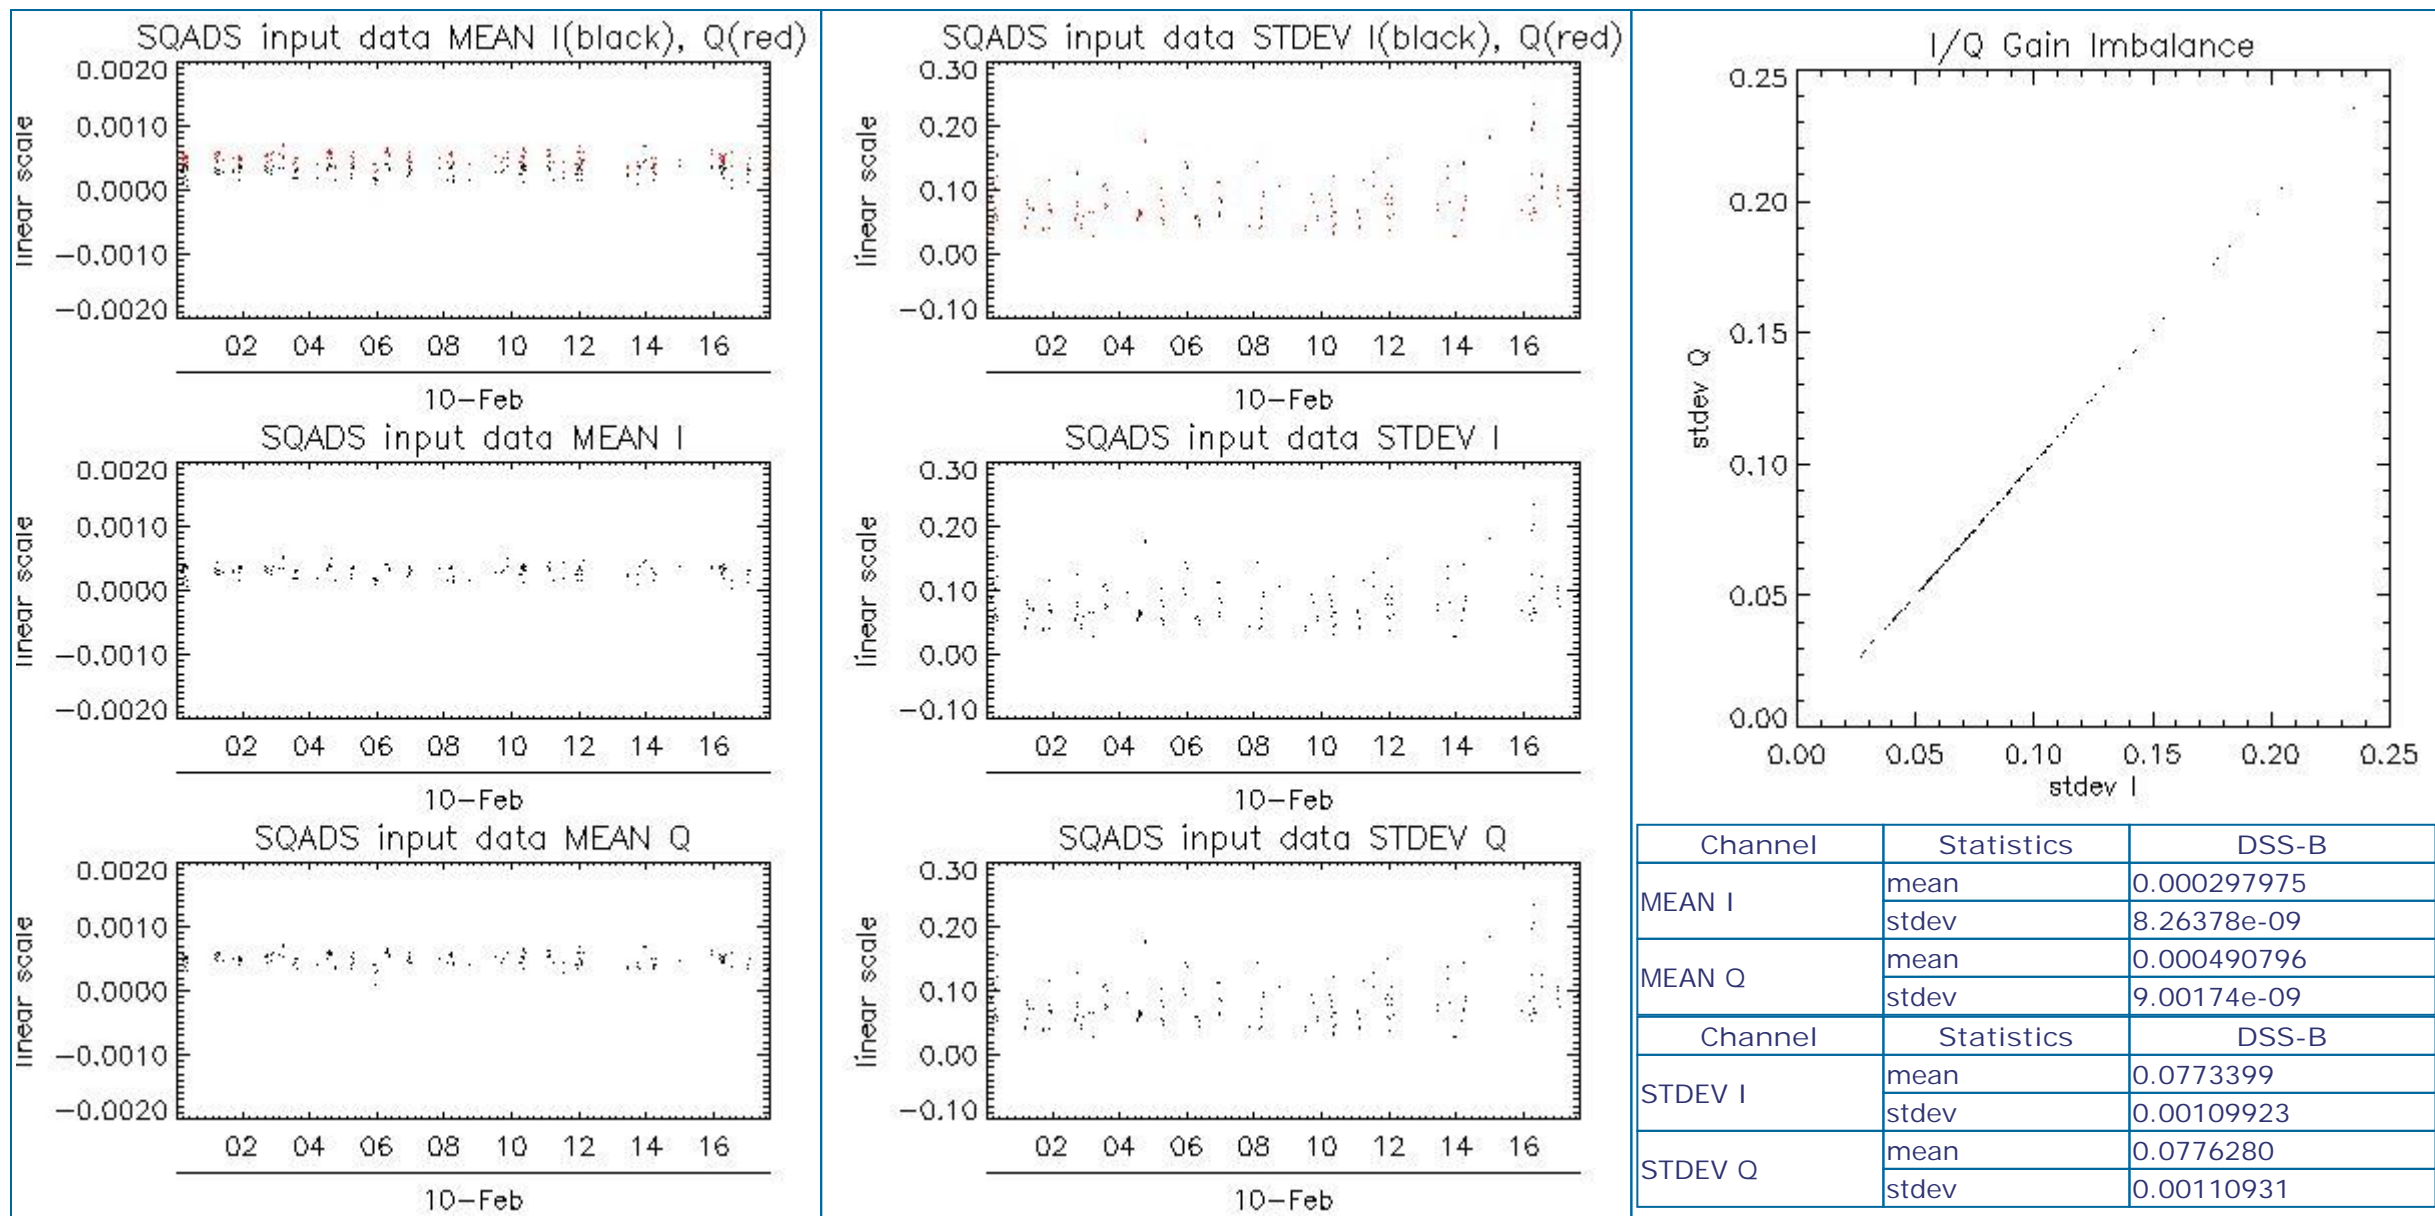 SQADS input data MEAN I(black), Q(red)
linear scale
0.0020
0.0010
0.0000
−0.0010
−0.0020
02 04 06 08 10 12 14 16
10−Feb
SQADS input data MEAN I
linear scale
0.0020
0.0010
0.0000
−0.0010
−0.0020
02 04 06 08 10 12 14 16
10−Feb
SQADS input data MEAN Q
linear scale
0.0020
0.0010
0.0000
−0.0010
−0.0020
02 04 06 08 10 12 14 16
10−Feb
SQADS input data STDEV I(black), Q(red)
linear scale
0.30
0.20
0.10
0.00
−0.10
02 04 06 08 10 12 14 16
10−Feb
SQADS input data STDEV I
linear scale
0.30
0.20
0.10
0.00
−0.10
02 04 06 08 10 12 14 16
10−Feb
SQADS input data STDEV Q
linear scale
0.30
0.20
0.10
0.00
−0.10
02 04 06 08 10 12 14 16
10−Feb
I/Q Gain Imbalance
stdev Q
0.25
0.20
0.15
0.10
0.05
0.00
0.00 0.05 0.10 0.15 0.20 0.25
stdev I
Channel Statistics DSS-B
MEAN I mean 0.000297975
stdev 8.26378e-09
MEAN Q mean 0.000490796
stdev 9.00174e-09
Channel Statistics DSS-B
STDEV I mean 0.0773399
stdev 0.00109923
STDEV Q mean 0.0776280
stdev 0.00110931